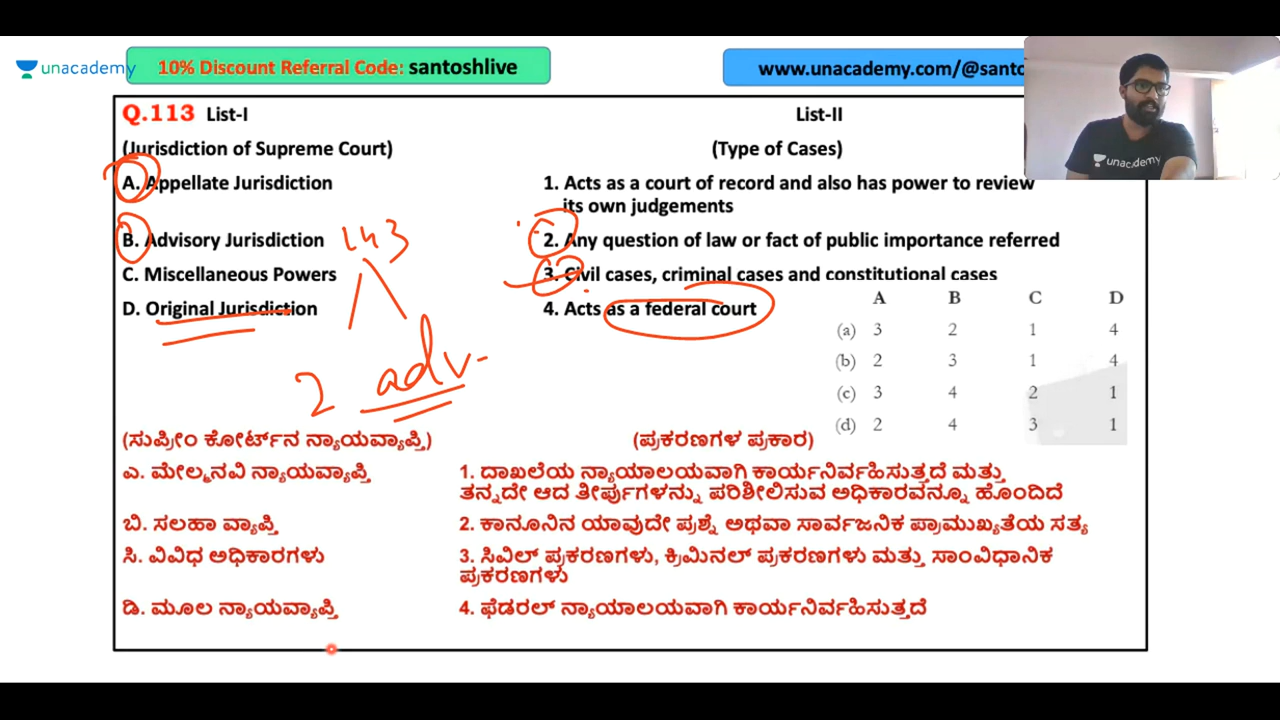 unacademy
10% Discount Referral Code: santoshlive
www.unacademy.com/@santo
unacademy
Q.113 List-I List-II
(Jurisdiction of Supreme Court) (Type of Cases)
A. Appellate Jurisdiction 1. Acts as a court of record and also has power to review
its own judgements
B. Advisory Jurisdiction 143 2. Any question of law or fact of public importance referred
C. Miscellaneous Powers 3. Civil cases, criminal cases and constitutional cases
D. Original Jurisdiction 4. Acts as a federal court
A B C D
(a) 3 2 1 4
(b) 2 3 1 4
(c) 3 4 2 1
(d) 2 4 3 1
2 adv.
(ಸುಪ್ರೀಂ ಕೋರ್ಟ್‌ನ ನ್ಯಾಯವ್ಯಾಪ್ತಿ) (ಪ್ರಕರಣಗಳ ಪ್ರಕಾರ)
ಎ. ಮೇಲ್ಮನವಿ ನ್ಯಾಯವ್ಯಾಪ್ತಿ 1. ದಾಖಲೆಯ ನ್ಯಾಯಾಲಯವಾಗಿ ಕಾರ್ಯನಿರ್ವಹಿಸುತ್ತದೆ ಮತ್ತು
ತನ್ನದೇ ಆದ ತೀರ್ಪುಗಳನ್ನು ಪರಿಶೀಲಿಸುವ ಅಧಿಕಾರವನ್ನೂ ಹೊಂದಿದೆ
ಬಿ. ಸಲಹಾ ವ್ಯಾಪ್ತಿ 2. ಕಾನೂನಿನ ಯಾವುದೇ ಪ್ರಶ್ನೆ ಅಥವಾ ಸಾರ್ವಜನಿಕ ಪ್ರಾಮುಖ್ಯತೆಯ ಸತ್ಯ
ಸಿ. ವಿವಿಧ ಅಧಿಕಾರಗಳು 3. ಸಿವಿಲ್ ಪ್ರಕರಣಗಳು, ಕ್ರಿಮಿನಲ್ ಪ್ರಕರಣಗಳು ಮತ್ತು ಸಾಂವಿಧಾನಿಕ
ಪ್ರಕರಣಗಳು
ಡಿ. ಮೂಲ ನ್ಯಾಯವ್ಯಾಪ್ತಿ 4. ಫೆಡರಲ್ ನ್ಯಾಯಾಲಯವಾಗಿ ಕಾರ್ಯನಿರ್ವಹಿಸುತ್ತದೆ